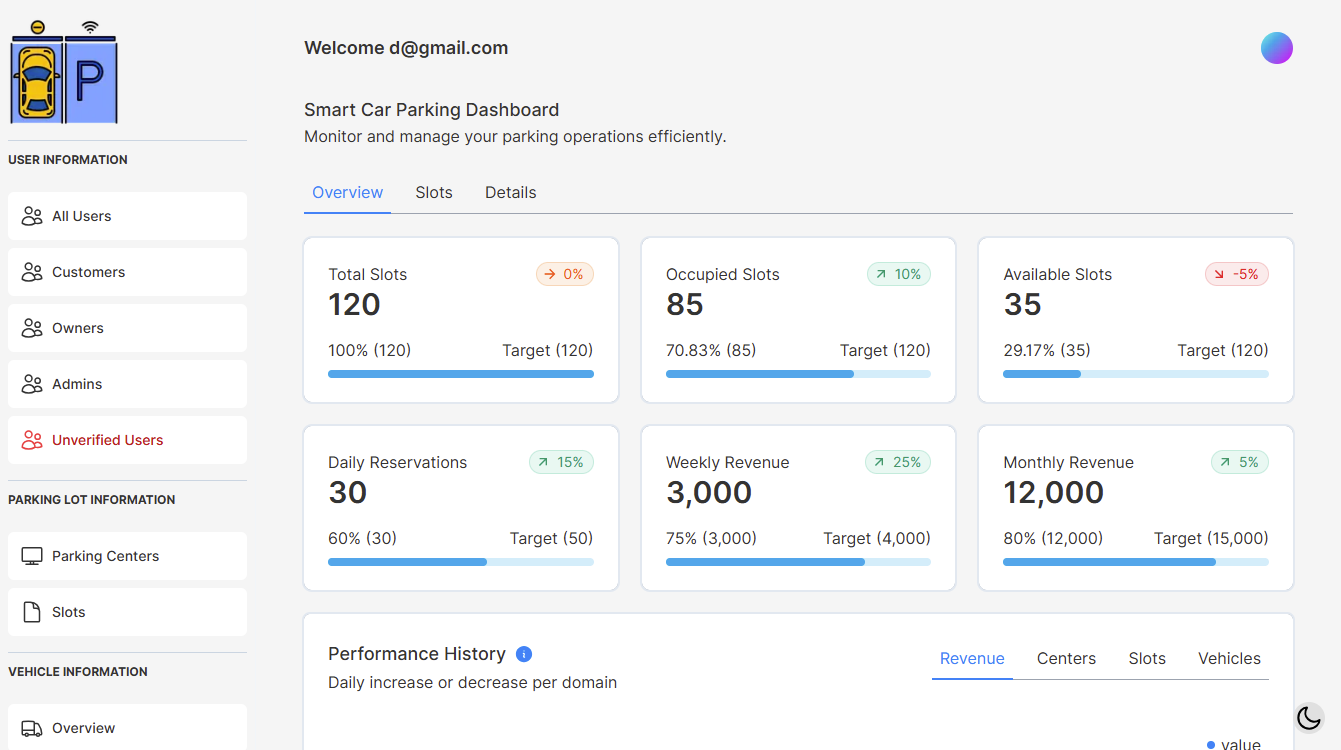 P
USER INFORMATION
All Users
Customers
Owners
Admins
Unverified Users
PARKING LOT INFORMATION
Parking Centers
Slots
VEHICLE INFORMATION
Overview
Welcome d@gmail.com
Smart Car Parking Dashboard
Monitor and manage your parking operations efficiently.
Overview Slots Details
Total Slots 0%
120
100% (120) Target (120)
Occupied Slots 10%
85
70.83% (85) Target (120)
Available Slots -5%
35
29.17% (35) Target (120)
Daily Reservations 15%
30
60% (30) Target (50)
Weekly Revenue 25%
3,000
75% (3,000) Target (4,000)
Monthly Revenue 5%
12,000
80% (12,000) Target (15,000)
Performance History i
Daily increase or decrease per domain
Revenue Centers Slots Vehicles
value